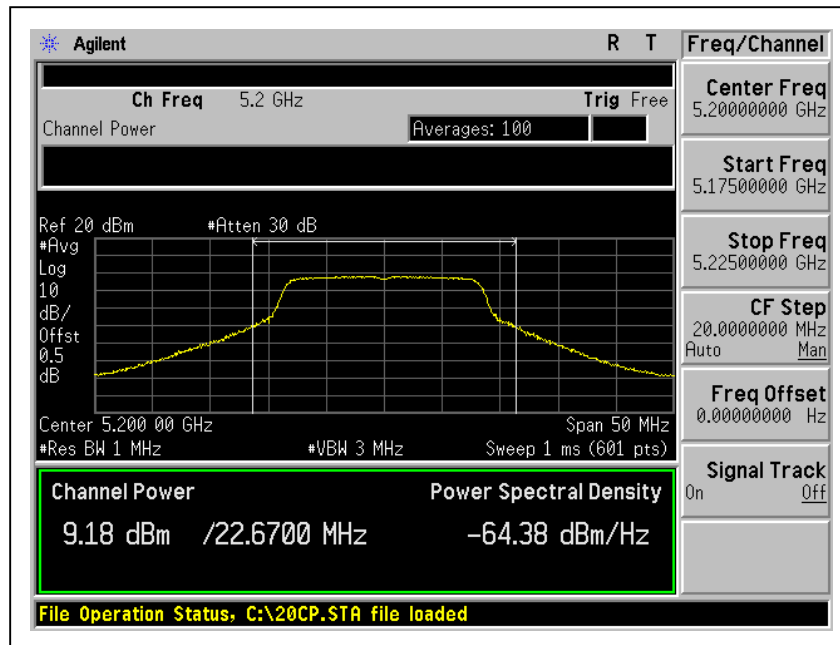 Agilent R T
Ch Freq 5.2 GHz Trig Free
Channel Power Averages: 100
Ref 20 dBm #Atten 30 dB
#Avg
Log
10
dB/
Offst
0.5
dB
Center 5.200 00 GHz Span 50 MHz
#Res BW 1 MHz #VBW 3 MHz Sweep 1 ms (601 pts)
Channel Power Power Spectral Density
9.18 dBm /22.6700 MHz -64.38 dBm/Hz
File Operation Status, C:\20CP.STA file loaded
Freq/Channel
Center Freq
5.20000000 GHz
Start Freq
5.17500000 GHz
Stop Freq
5.22500000 GHz
CF Step
20.0000000 MHz
Auto Man
Freq Offset
0.00000000 Hz
Signal Track
On Off